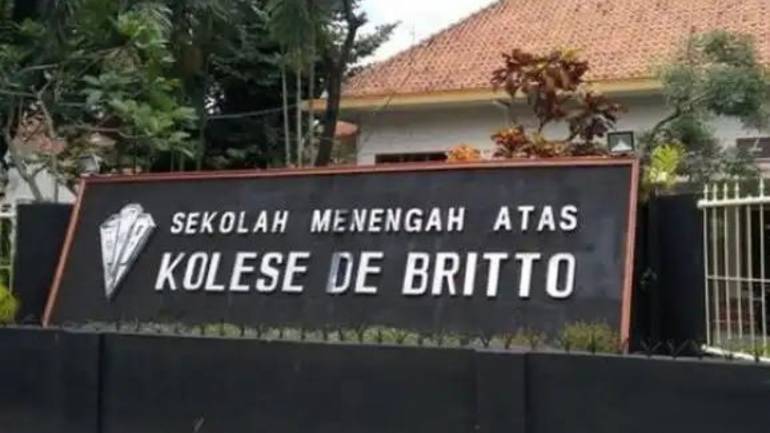 SEKOLAH MENENGAH ATAS
KOLESE DE BRITTO